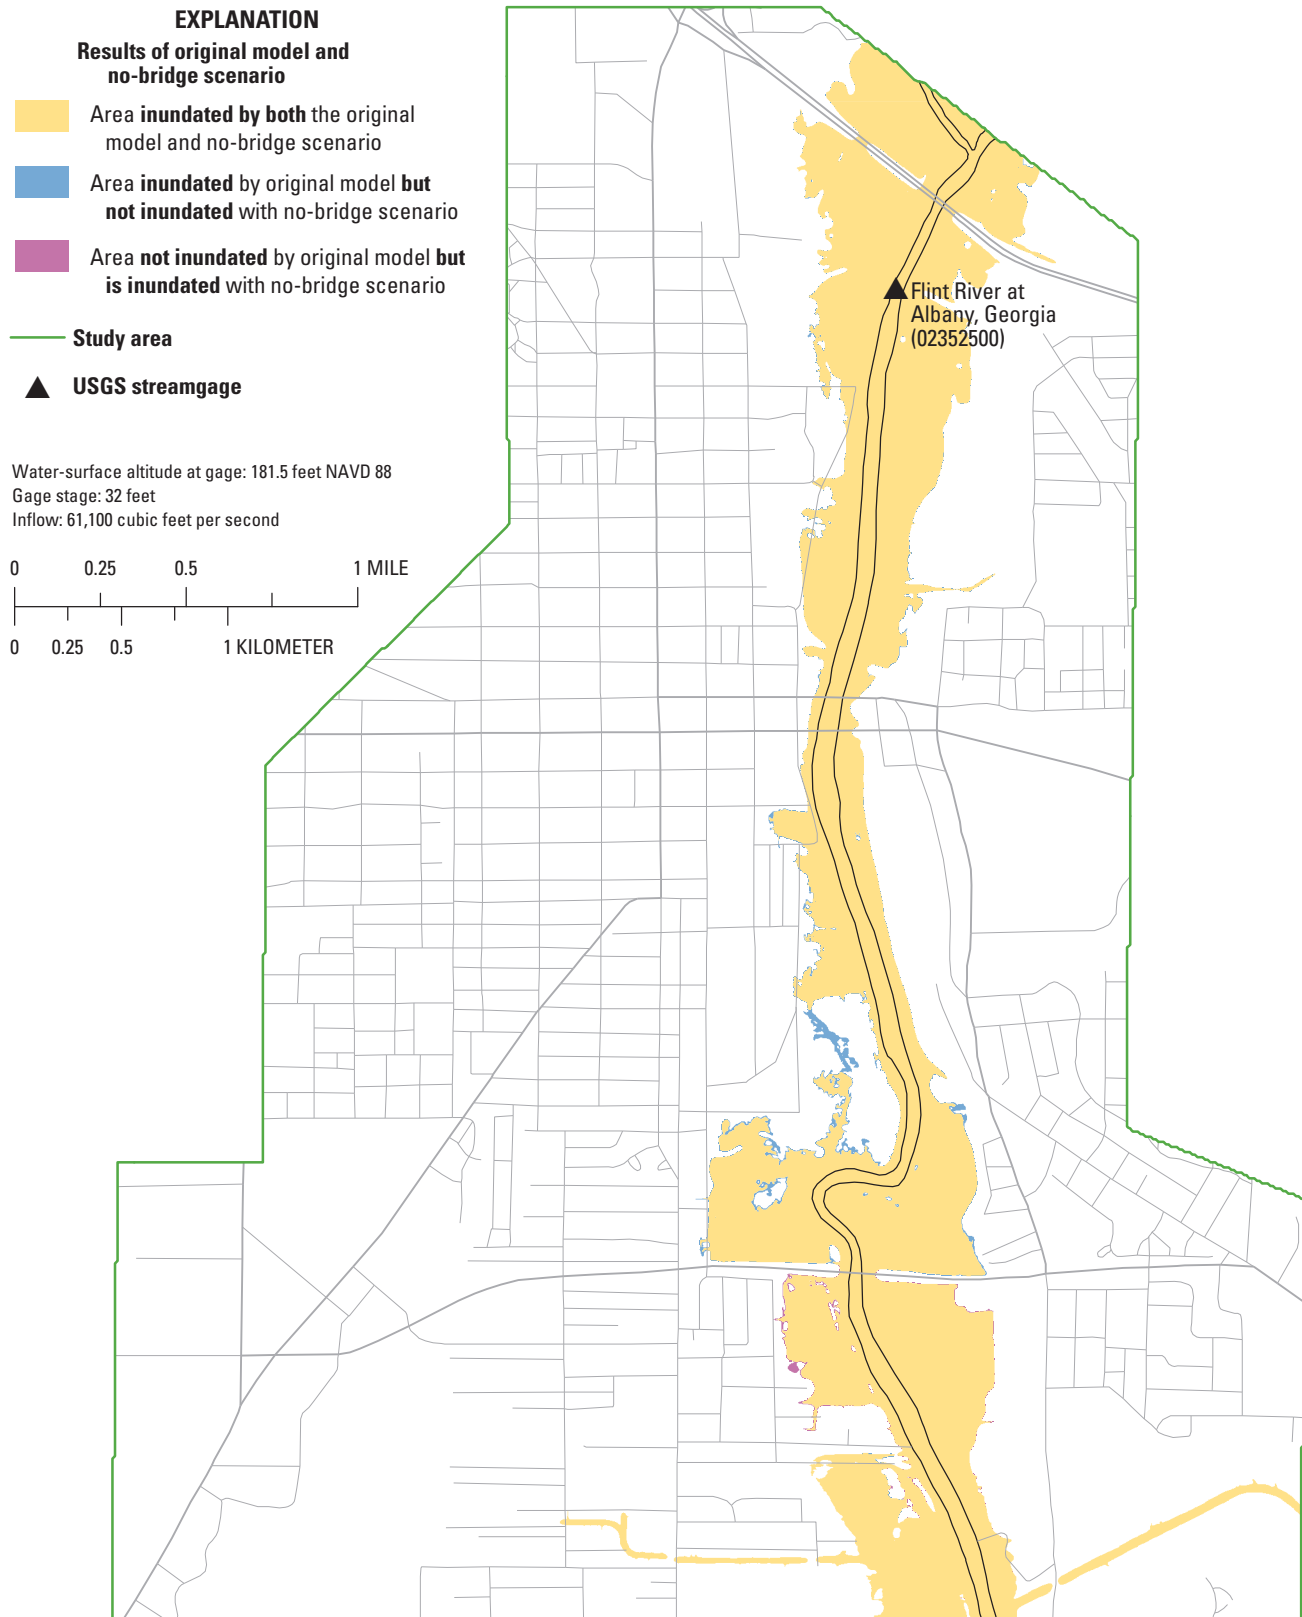 EXPLANATION
Results of original model and
no-bridge scenario
Area inundated by both the original
model and no-bridge scenario
Area inundated by original model but
not inundated with no-bridge scenario
Area not inundated by original model but
is inundated with no-bridge scenario
Study area
USGS streamgage
Water-surface altitude at gage: 181.5 feet NAVD 88
Gage stage: 32 feet
Inflow: 61,100 cubic feet per second
0 0.25 0.5 1 MILE
0 0.25 0.5 1 KILOMETER
Flint River at
Albany, Georgia
(02352500)